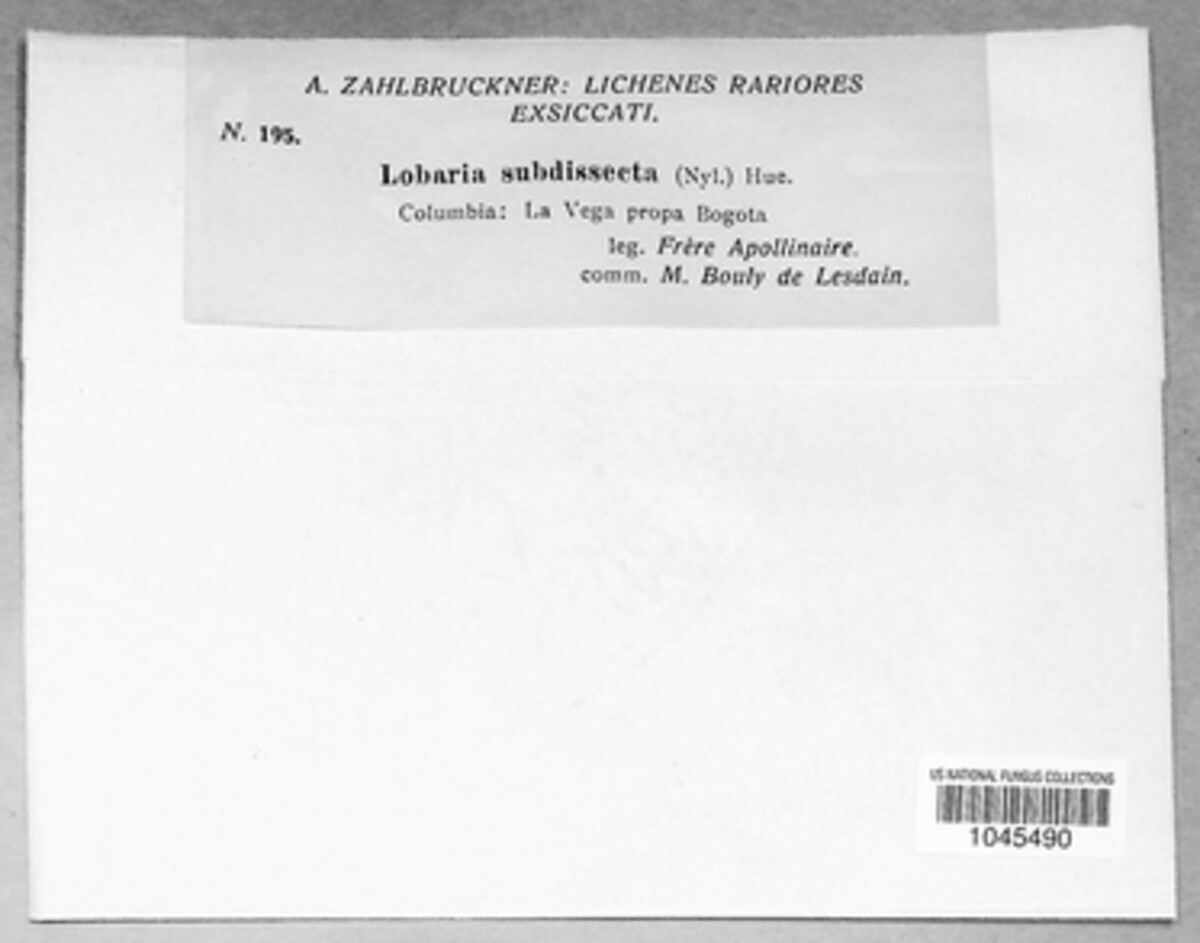 A. ZAHLBRUCKNER: LICHENES RARIORES
EXSICCATI.
N. 195.
Lobaria subdissecta (Nyl.) Hue.
Columbia: La Vega propa Bogota
leg. Frère Apollinaire.
comm. M. Bouly de Lesdain.
US NATIONAL FUNGUS COLLECTIONS
1045490